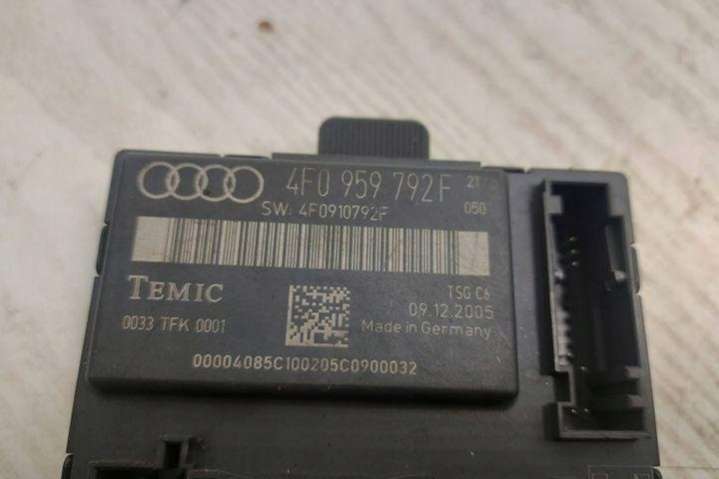 4F0 959 792F
SW: 4F0910792F
050
TEMIC
TSG C6
09.12.2005
0033 TFK 0001
Made in Germany
00004085C100205C0900032